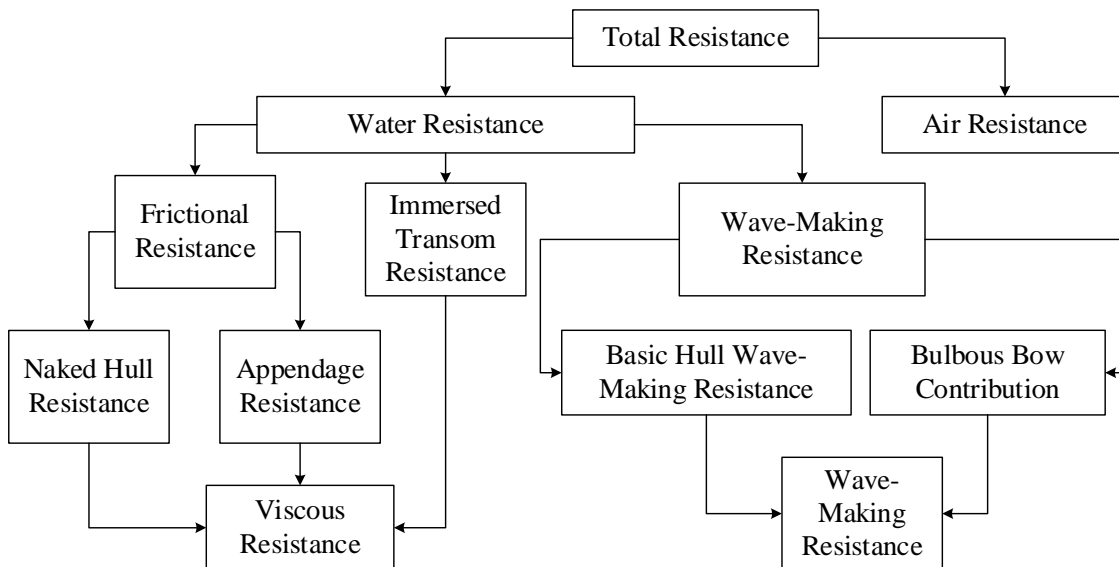 Total Resistance
Water Resistance
Air Resistance
Frictional
Resistance
Immersed
Transom
Resistance
Wave-Making
Resistance
Naked Hull
Resistance
Appendage
Resistance
Basic Hull Wave-
Making Resistance
Bulbous Bow
Contribution
Viscous
Resistance
Wave-
Making
Resistance